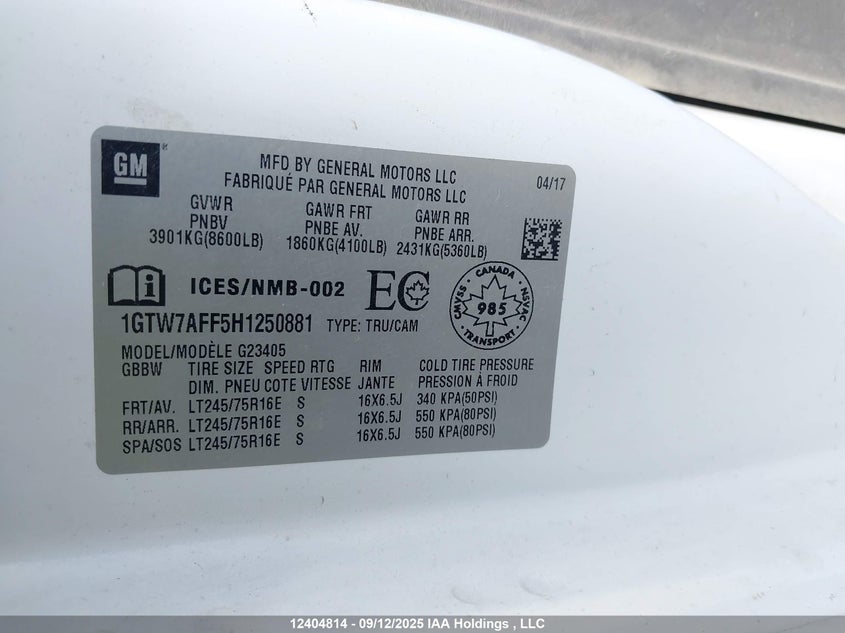 GM
MFD BY GENERAL MOTORS LLC
FABRIQUÉ PAR GENERAL MOTORS LLC
04/17
GVWR GAWR FRT GAWR RR
PNBV PNBE AV. PNBE ARR.
3901KG(8600LB) 1860KG(4100LB) 2431KG(5360LB)
i ICES/NMB-002 EC
CANADA
CMVSS 985 NSVAC
TRANSPORT
1GTW7AFF5H1250881 TYPE: TRU/CAM
MODEL/MODÈLE G23405
GBBW TIRE SIZE SPEED RTG RIM COLD TIRE PRESSURE
DIM. PNEU COTE VITESSE JANTE PRESSION À FROID
FRT/AV. LT245/75R16E S 16X6.5J 340 KPA(50PSI)
RR/ARR. LT245/75R16E S 16X6.5J 550 KPA(80PSI)
SPA/SOS LT245/75R16E S 16X6.5J 550 KPA(80PSI)
12404814 - 09/12/2025 IAA Holdings , LLC